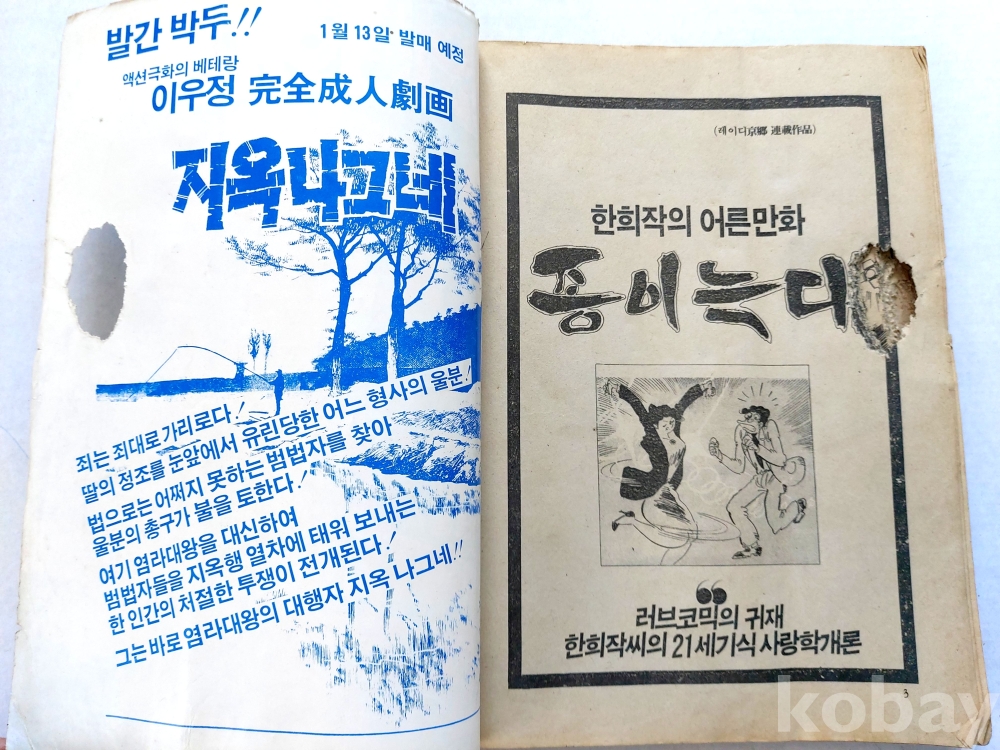 발간 박두!!
1월 13일·발매 예정
액션극화의 베테랑
이우정 完全成人劇画
지옥나그네
죄는 죄대로 가리로다!
딸의 정조를 눈앞에서 유린당한 어느 형사의 울분!
법으로는 어쩌지 못하는 범법자를 찾아
울분의 총구가 불을 토한다!
여기 염라대왕을 대신하여
범법자들을 지옥행 열차에 태워 보내는
한 인간의 처절한 투쟁이 전개된다!
그는 바로 염라대왕의 대행자 지옥 나그네!!
(레이디京郷 連載作品)
한희작의 어른만화
종이늑대
러브코믹의 귀재
한희작씨의 21세기식 사랑학개론
3
kobay